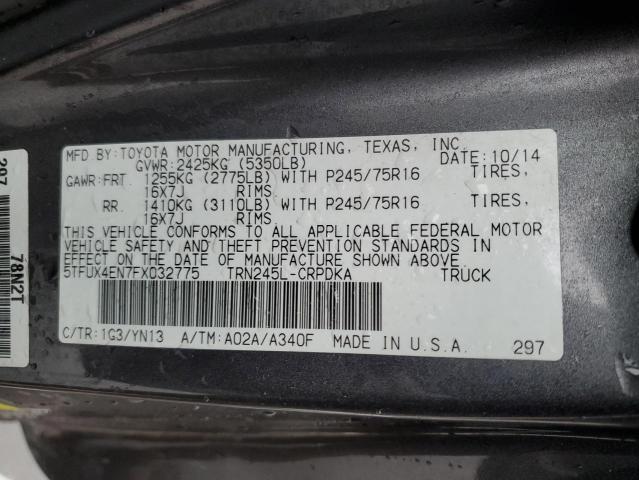 MFD BY:TOYOTA MOTOR MANUFACTURING, TEXAS, INC.
GVWR:2425KG (5350LB) DATE:10/14
GAWR:FRT. 1255KG (2775LB) WITH P245/75R16 TIRES,
16X7J RIMS
RR. 1410KG (3110LB) WITH P245/75R16 TIRES,
16X7J RIMS
THIS VEHICLE CONFORMS TO ALL APPLICABLE FEDERAL MOTOR
VEHICLE SAFETY AND THEFT PREVENTION STANDARDS IN
EFFECT ON THE DATE OF MANUFACTURE SHOWN ABOVE
5TFUX4EN7FX032775 TRN245L-CRPDKA TRUCK
C/TR:1G3/YN13 A/TM:A02A/A340F MADE IN U.S.A. 297
297
78N2T